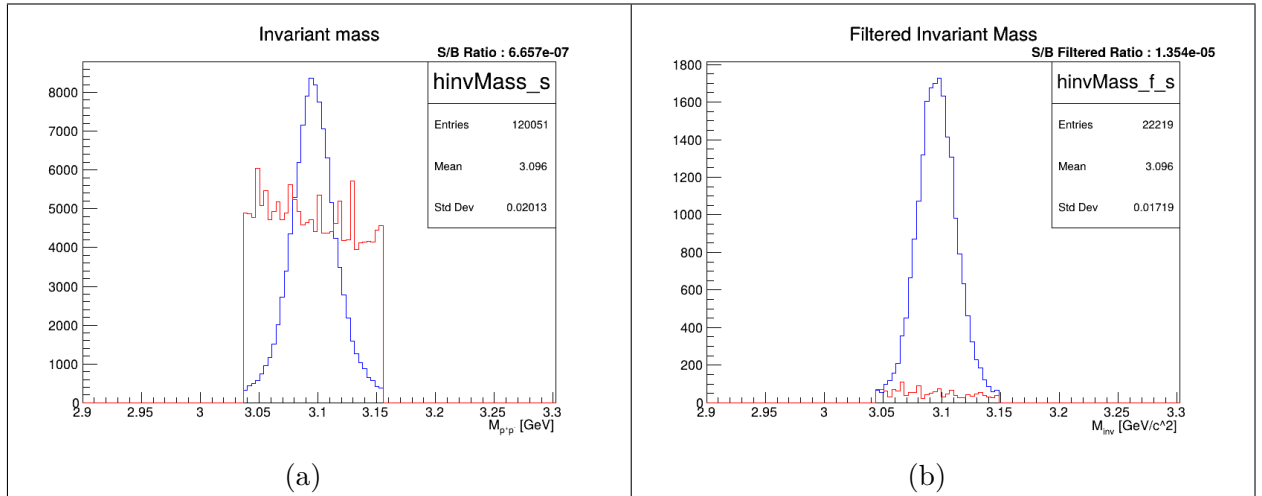 Invariant mass
S/B Ratio : 6.657e-07
hinvMass_s
Entries 120051
Mean 3.096
Std Dev 0.02013
8000
7000
6000
5000
4000
3000
2000
1000
0
2.9 2.95 3 3.05 3.1 3.15 3.2 3.25 3.3
M_{p^+p^-} [GeV]
(a)
Filtered Invariant Mass
S/B Filtered Ratio : 1.354e-05
hinvMass_f_s
Entries 22219
Mean 3.096
Std Dev 0.01719
1800
1600
1400
1200
1000
800
600
400
200
0
2.9 2.95 3 3.05 3.1 3.15 3.2 3.25 3.3
M_{inv} [GeV/c^2]
(b)